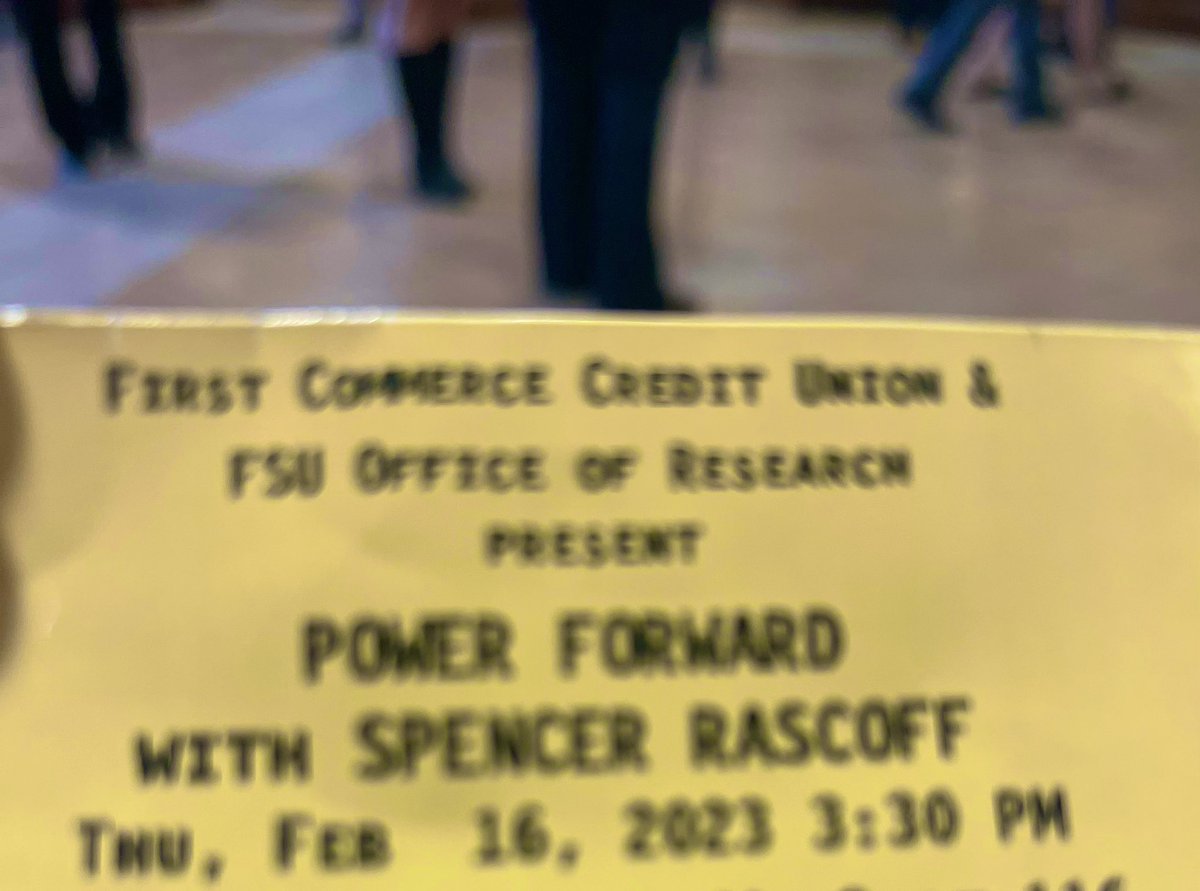 First Commerce Credit Union &
FSU Office of Research
present
POWER FORWARD
with SPENCER RASCOFF
Thu, Feb 16, 2023 3:30 PM